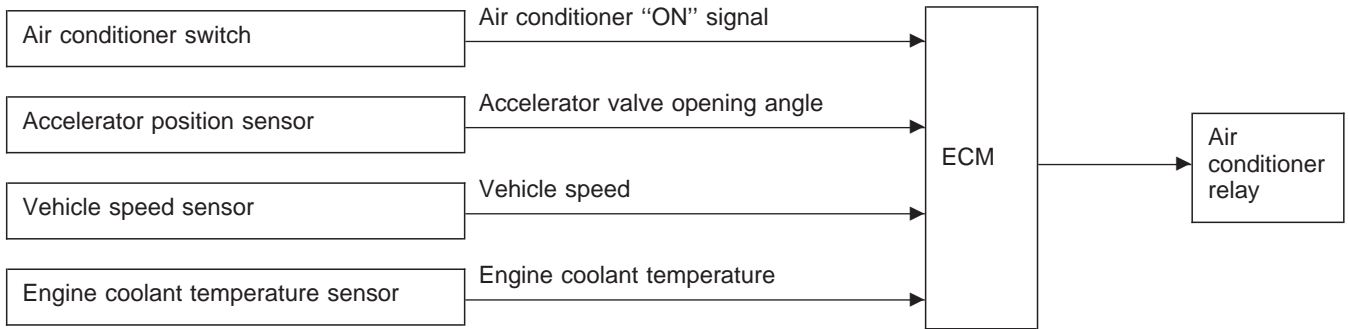 Air conditioner switch
Air conditioner ‘‘ON’’ signal
Accelerator position sensor
Accelerator valve opening angle
Vehicle speed sensor
Vehicle speed
Engine coolant temperature sensor
Engine coolant temperature
ECM
Air
conditioner
relay